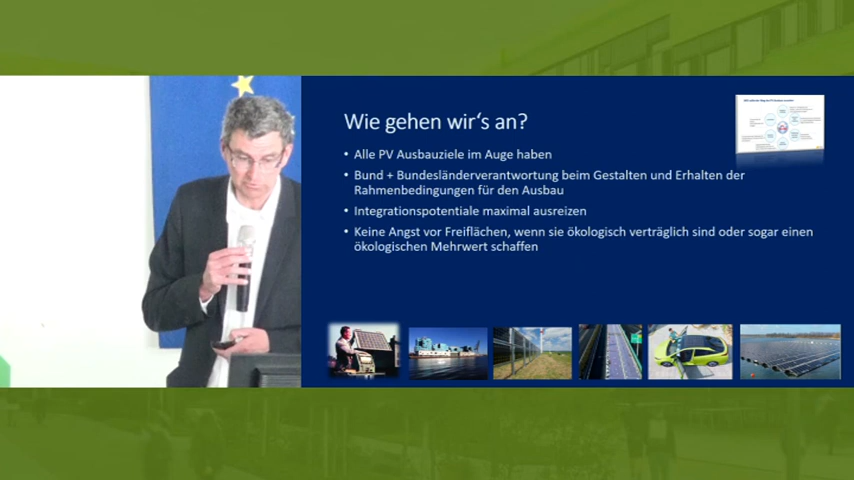 Wie gehen wir's an?
• Alle PV Ausbauziele im Auge haben
• Bund + Bundesländerverantwortung beim Gestalten und Erhalten der
Rahmenbedingungen für den Ausbau
• Integrationspotentiale maximal ausreizen
• Keine Angst vor Freiflächen, wenn sie ökologisch verträglich sind oder sogar einen
ökologischen Mehrwert schaffen